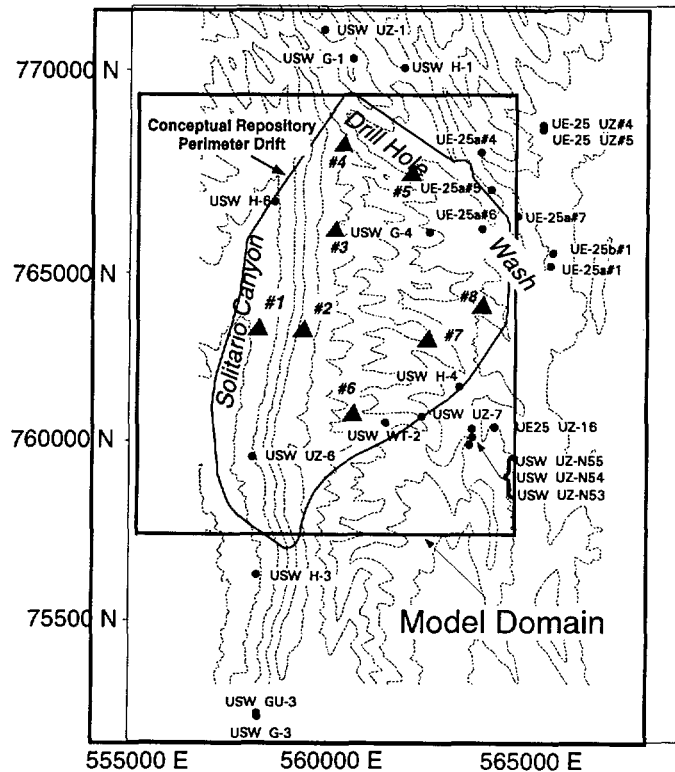 USW UZ-1
770000 N
USW G-1
USW H-1
Conceptual Repository
Perimeter Drift
Drill Hole
Wash
UE-25 UZ#4
UE-25 UZ#5
UE-25a#4
#4
#5
UE-25a#5
USW H-6
UE-25a#6
UE-25a#7
#3
USW G-4
765000 N
UE-25b#1
UE-25a#1
Solitario Canyon
#1
#2
#8
#7
USW H-4
#6
760000 N
USW WT-2
USW UZ-7
UE25 UZ-16
USW UZ-6
USW UZ-N55
USW UZ-N54
USW UZ-N53
USW H-3
75500 N
Model Domain
USW GU-3
USW G-3
555000 E
560000 E
565000 E